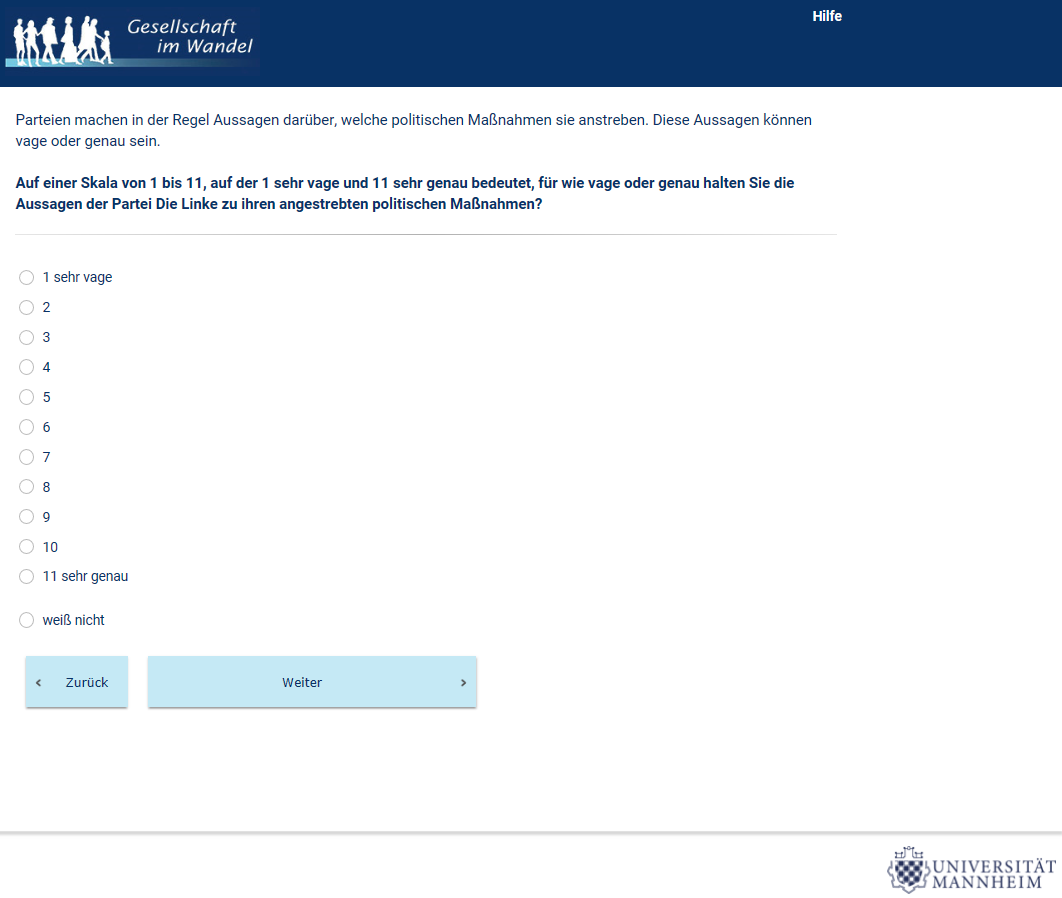 Gesellschaft
im Wandel
Hilfe
Parteien machen in der Regel Aussagen darüber, welche politischen Maßnahmen sie anstreben. Diese Aussagen können
vage oder genau sein.
Auf einer Skala von 1 bis 11, auf der 1 sehr vage und 11 sehr genau bedeutet, für wie vage oder genau halten Sie die
Aussagen der Partei Die Linke zu ihren angestrebten politischen Maßnahmen?
1 sehr vage
2
3
4
5
6
7
8
9
10
11 sehr genau
weiß nicht
Zurück
Weiter
UNIVERSITÄT
MANNHEIM